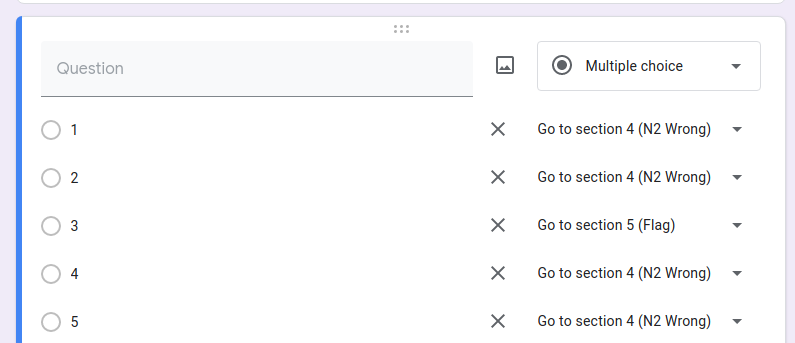 Question
Multiple choice
1 Go to section 4 (N2 Wrong)
2 Go to section 4 (N2 Wrong)
3 Go to section 5 (Flag)
4 Go to section 4 (N2 Wrong)
5 Go to section 4 (N2 Wrong)